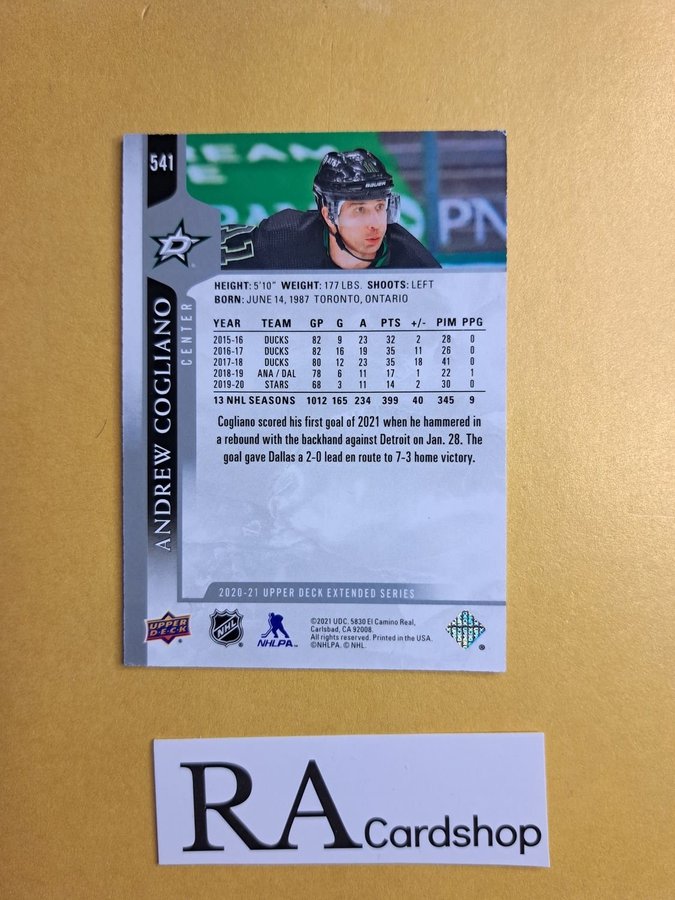 541
EAM
PN
11
ANDREW COGLIANO
CENTER
HEIGHT: 5'10" WEIGHT: 177 LBS. SHOOTS: LEFT
BORN: JUNE 14, 1987 TORONTO, ONTARIO
YEAR TEAM GP G A PTS +/- PIM PPG
2015-16 DUCKS 82 9 23 32 2 28 0
2016-17 DUCKS 82 16 19 35 11 26 0
2017-18 DUCKS 80 12 23 35 18 41 0
2018-19 ANA / DAL 78 6 11 17 1 22 1
2019-20 STARS 68 3 11 14 2 30 0
13 NHL SEASONS 1012 165 234 399 40 345 9
Cogliano scored his first goal of 2021 when he hammered in
a rebound with the backhand against Detroit on Jan. 28. The
goal gave Dallas a 2-0 lead en route to 7-3 home victory.
2020-21 UPPER DECK EXTENDED SERIES
UPPER DECK
NHL
NHLPA
©2021 UDC. 5830 El Camino Real,
Carlsbad, CA 92008.
All rights reserved. Printed in the USA.
©NHLPA. © NHL.
RA Cardshop